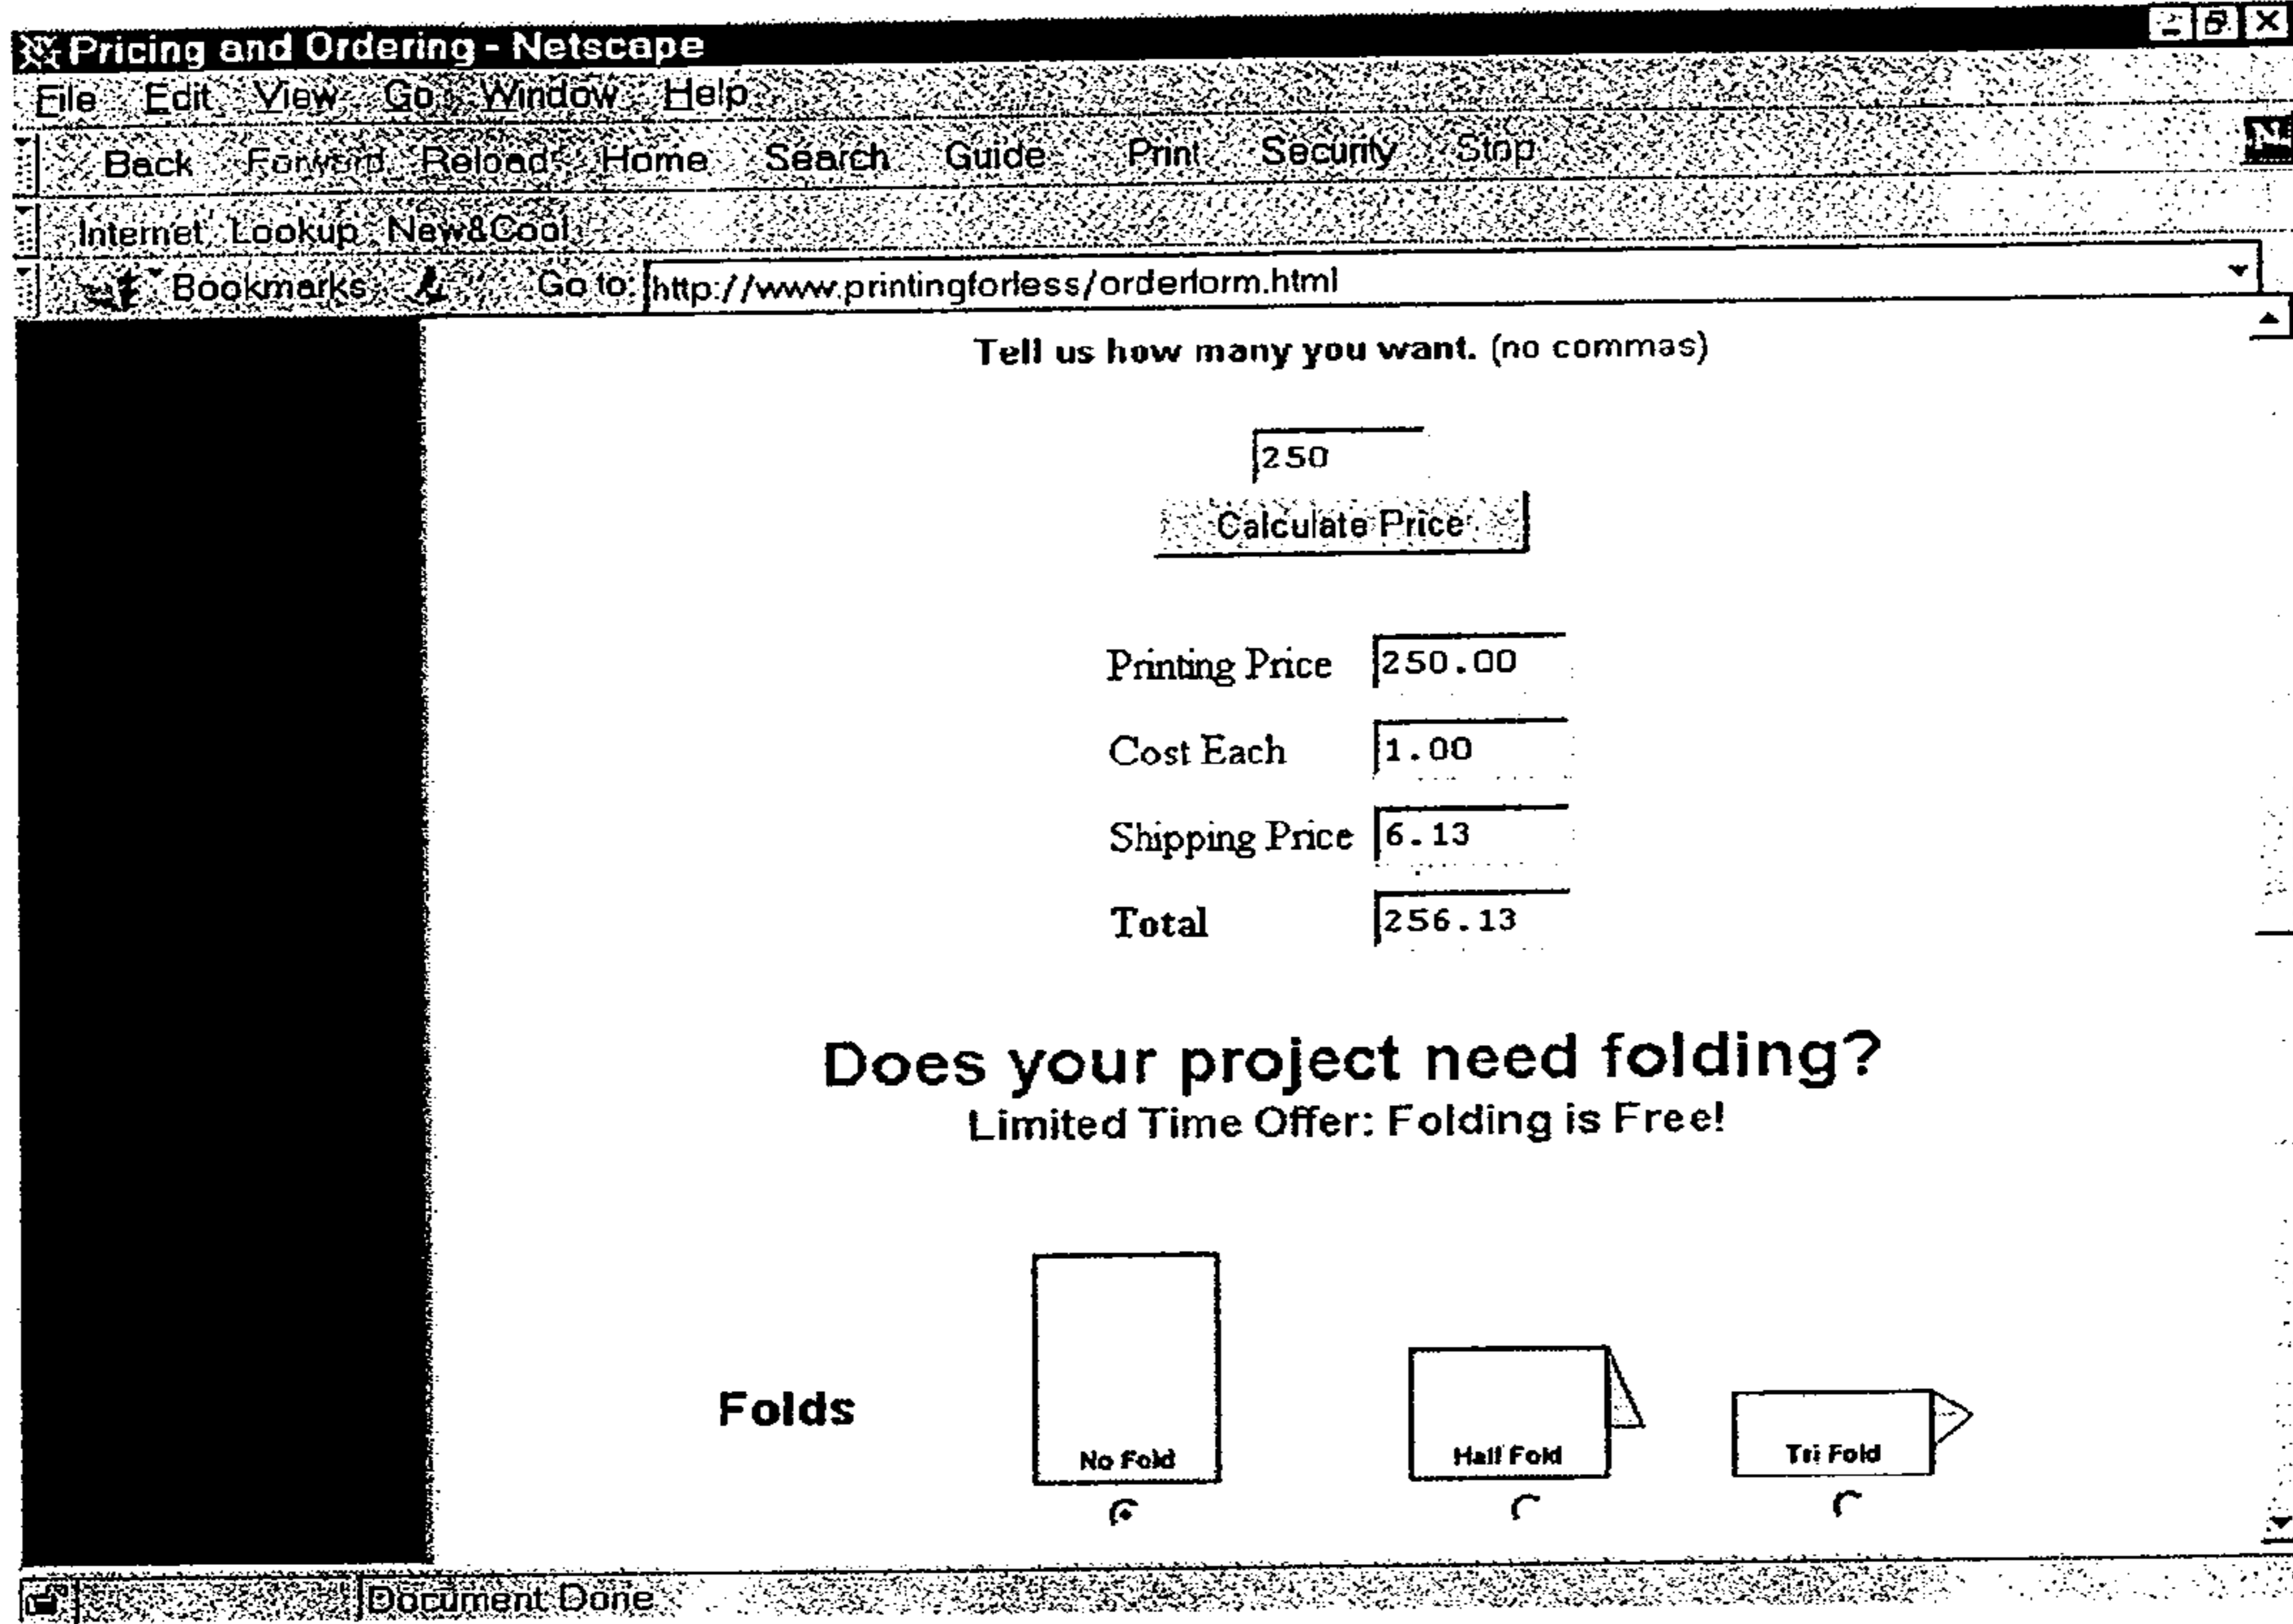 Pricing and Ordering - Netscape
File Edit View Go Window Help
Back Forward Reload Home Search Guide Print Security Stop
N
Internet Lookup New&Cool
Bookmarks Go to: http://www.printingforless/orderform.html
Tell us how many you want. (no commas)
250
Calculate Price
Printing Price 250.00
Cost Each 1.00
Shipping Price 6.13
Total 256.13
Does your project need folding?
Limited Time Offer: Folding is Free!
Folds
No Fold Half Fold Tri Fold
Document Done